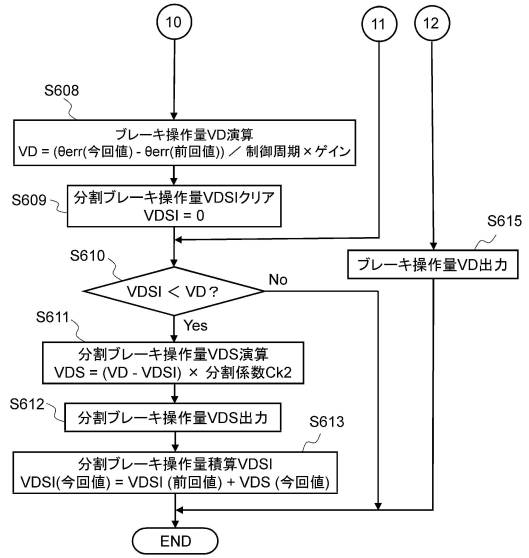 10
11
12
S608
ブレーキ操作量VD演算
VD = (θerr(今回値) - θerr(前回値)) ／ 制御周期×ゲイン
S609
分割ブレーキ操作量VDSIクリア
VDSI = 0
S610
VDSI ＜ VD？
No
Yes
S615
ブレーキ操作量VD出力
S611
分割ブレーキ操作量VDS演算
VDS = (VD - VDSI) × 分割係数Ck2
S612
分割ブレーキ操作量VDS出力
S613
分割ブレーキ操作量積算VDSI
VDSI(今回値) = VDSI (前回値) + VDS (今回値)
END